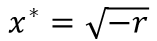 x* = √−r